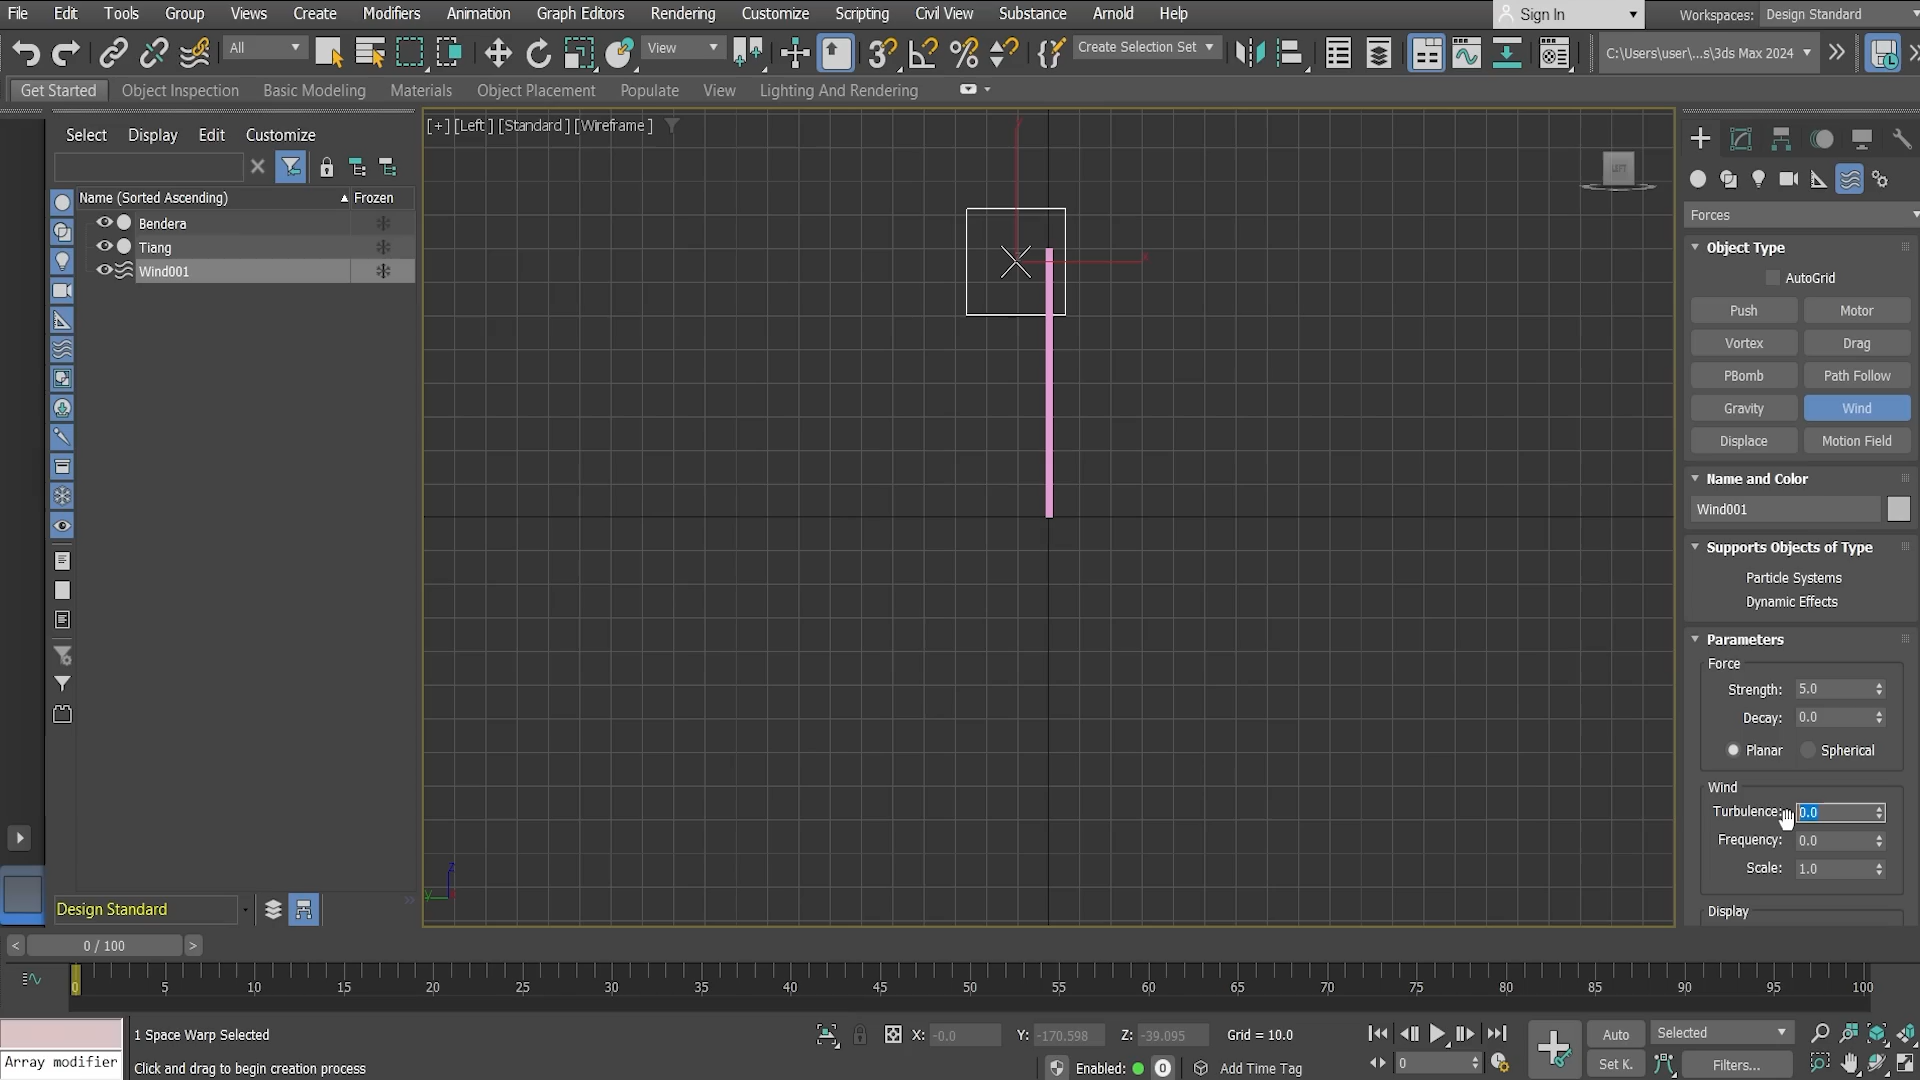 File Edit Tools Group Views Create Modifiers Animation Graph Editors Rendering Customize Scripting Civil View Substance Arnold Help Sign In Workspaces: Design Standard
All View Create Selection Set C:\Users\user\...s\3ds Max 2024
Get Started Object Inspection Basic Modeling Materials Object Placement Populate View Lighting And Rendering
Select Display Edit Customize
Name (Sorted Ascending) Frozen
Bendera
Tiang
Wind001
Design Standard
[+] [Left ] [Standard ] [Wireframe ]
LEFT
x
z
y
Forces
Object Type
AutoGrid
Push Motor
Vortex Drag
PBomb Path Follow
Gravity Wind
Displace Motion Field
Name and Color
Wind001
Supports Objects of Type
Particle Systems
Dynamic Effects
Parameters
Force
Strength: 5.0
Decay: 0.0
Planar Spherical
Wind
Turbulence: 0.0
Frequency: 0.0
Scale: 1.0
Display
< 0 / 100 >
0 5 10 15 20 25 30 35 40 45 50 55 60 65 70 75 80 85 90 95 100
1 Space Warp Selected X: -0.0 Y: -170.598 Z: -39.095 Grid = 10.0 Auto Selected
Array modifier Click and drag to begin creation process Enabled: 0 Add Time Tag 0 Set K. Filters...